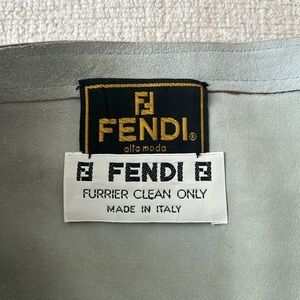 FENDI®
alta moda
FENDI
FURRIER CLEAN ONLY
MADE IN ITALY